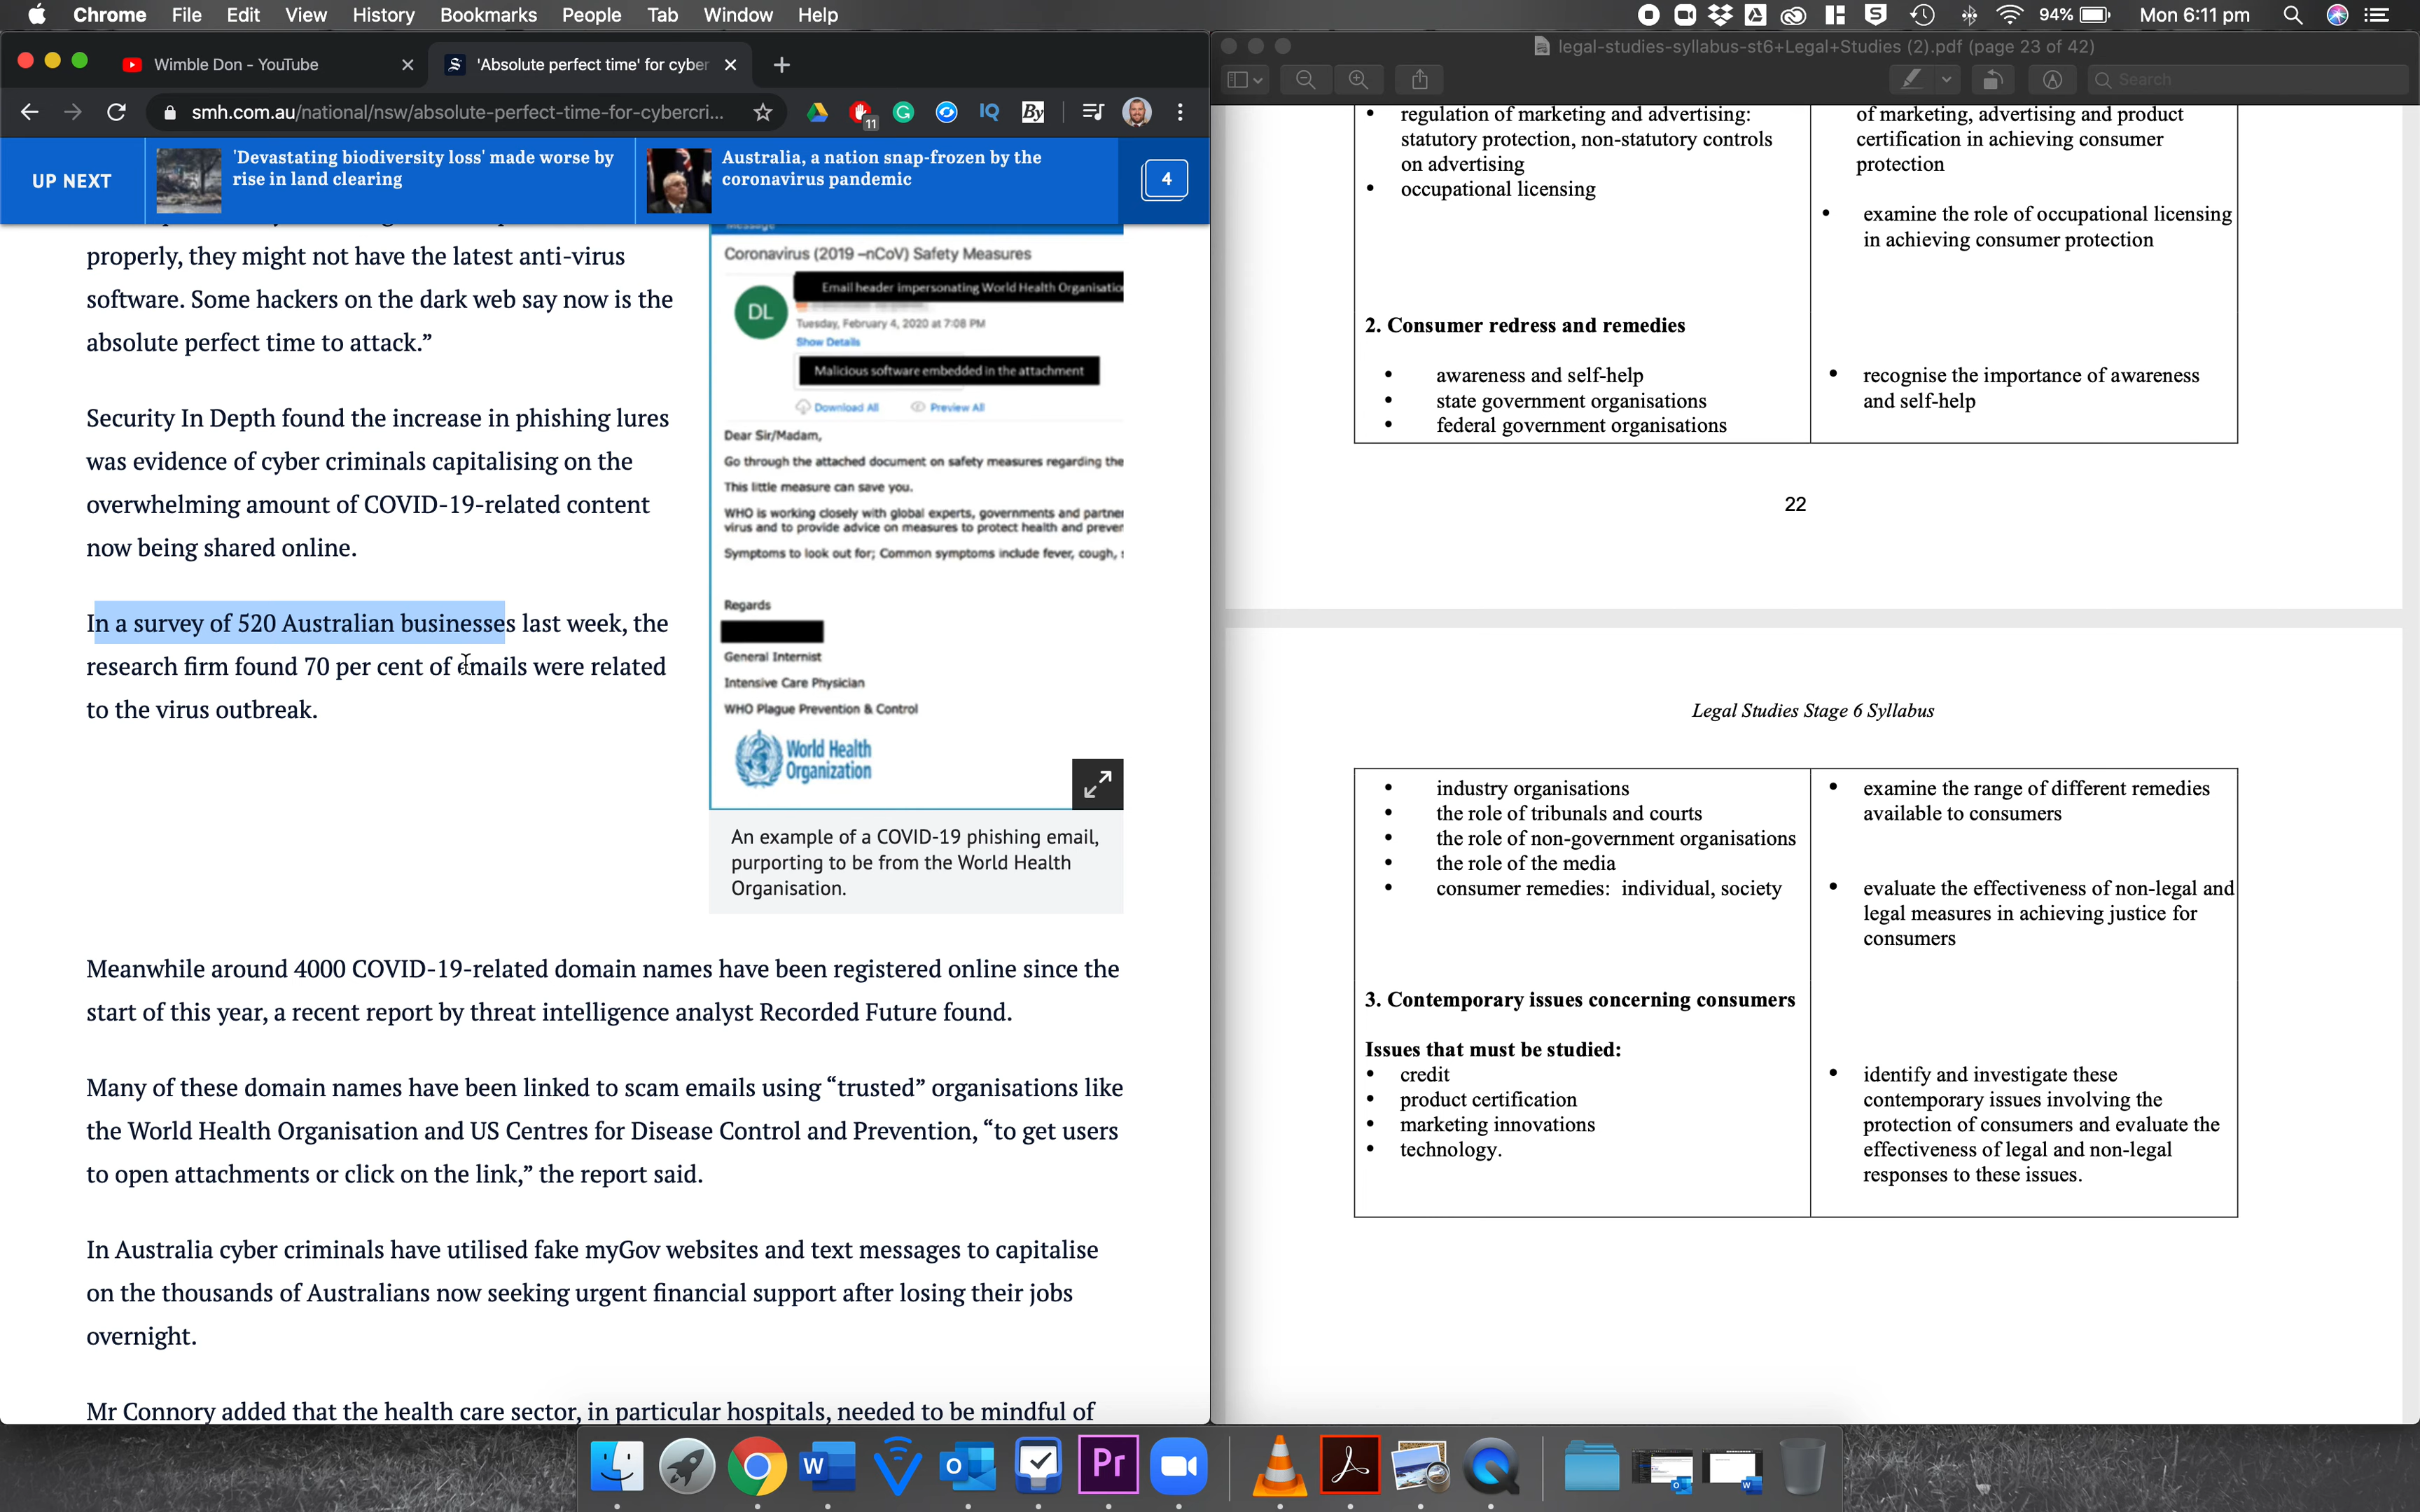 Chrome File Edit View History Bookmarks People Tab Window Help
94% Mon 6:11 pm
Wimble Don - YouTube
'Absolute perfect time' for cyber
smh.com.au/national/nsw/absolute-perfect-time-for-cybercri...
11
UP NEXT
'Devastating biodiversity loss' made worse by
rise in land clearing
Australia, a nation snap-frozen by the
coronavirus pandemic
4
properly, they might not have the latest anti-virus
software. Some hackers on the dark web say now is the
absolute perfect time to attack.”
Security In Depth found the increase in phishing lures
was evidence of cyber criminals capitalising on the
overwhelming amount of COVID-19-related content
now being shared online.
In a survey of 520 Australian businesses last week, the
research firm found 70 per cent of emails were related
to the virus outbreak.
Message
Coronavirus (2019 –nCoV) Safety Measures
Email header impersonating World Health Organisatio
DL
Tuesday, February 4, 2020 at 7:08 PM
Show Details
Malicious software embedded in the attachment
Download All Preview All
Dear Sir/Madam,
Go through the attached document on safety measures regarding the
This little measure can save you.
WHO is working closely with global experts, governments and partner
virus and to provide advice on measures to protect health and preven
Symptoms to look out for; Common symptoms include fever, cough, s
Regards
General Internist
Intensive Care Physician
WHO Plague Prevention & Control
World Health
Organization
An example of a COVID-19 phishing email,
purporting to be from the World Health
Organisation.
Meanwhile around 4000 COVID-19-related domain names have been registered online since the
start of this year, a recent report by threat intelligence analyst Recorded Future found.
Many of these domain names have been linked to scam emails using “trusted” organisations like
the World Health Organisation and US Centres for Disease Control and Prevention, “to get users
to open attachments or click on the link,” the report said.
In Australia cyber criminals have utilised fake myGov websites and text messages to capitalise
on the thousands of Australians now seeking urgent financial support after losing their jobs
overnight.
Mr Connory added that the health care sector, in particular hospitals, needed to be mindful of
legal-studies-syllabus-st6+Legal+Studies (2).pdf (page 23 of 42)
Search
• regulation of marketing and advertising:
statutory protection, non-statutory controls
on advertising
• occupational licensing
of marketing, advertising and product
certification in achieving consumer
protection
• examine the role of occupational licensing
in achieving consumer protection
2. Consumer redress and remedies
• awareness and self-help
• state government organisations
• federal government organisations
• recognise the importance of awareness
and self-help
22
Legal Studies Stage 6 Syllabus
• industry organisations
• the role of tribunals and courts
• the role of non-government organisations
• the role of the media
• consumer remedies: individual, society
• examine the range of different remedies
available to consumers
• evaluate the effectiveness of non-legal and
legal measures in achieving justice for
consumers
3. Contemporary issues concerning consumers
Issues that must be studied:
• credit
• product certification
• marketing innovations
• technology.
• identify and investigate these
contemporary issues involving the
protection of consumers and evaluate the
effectiveness of legal and non-legal
responses to these issues.